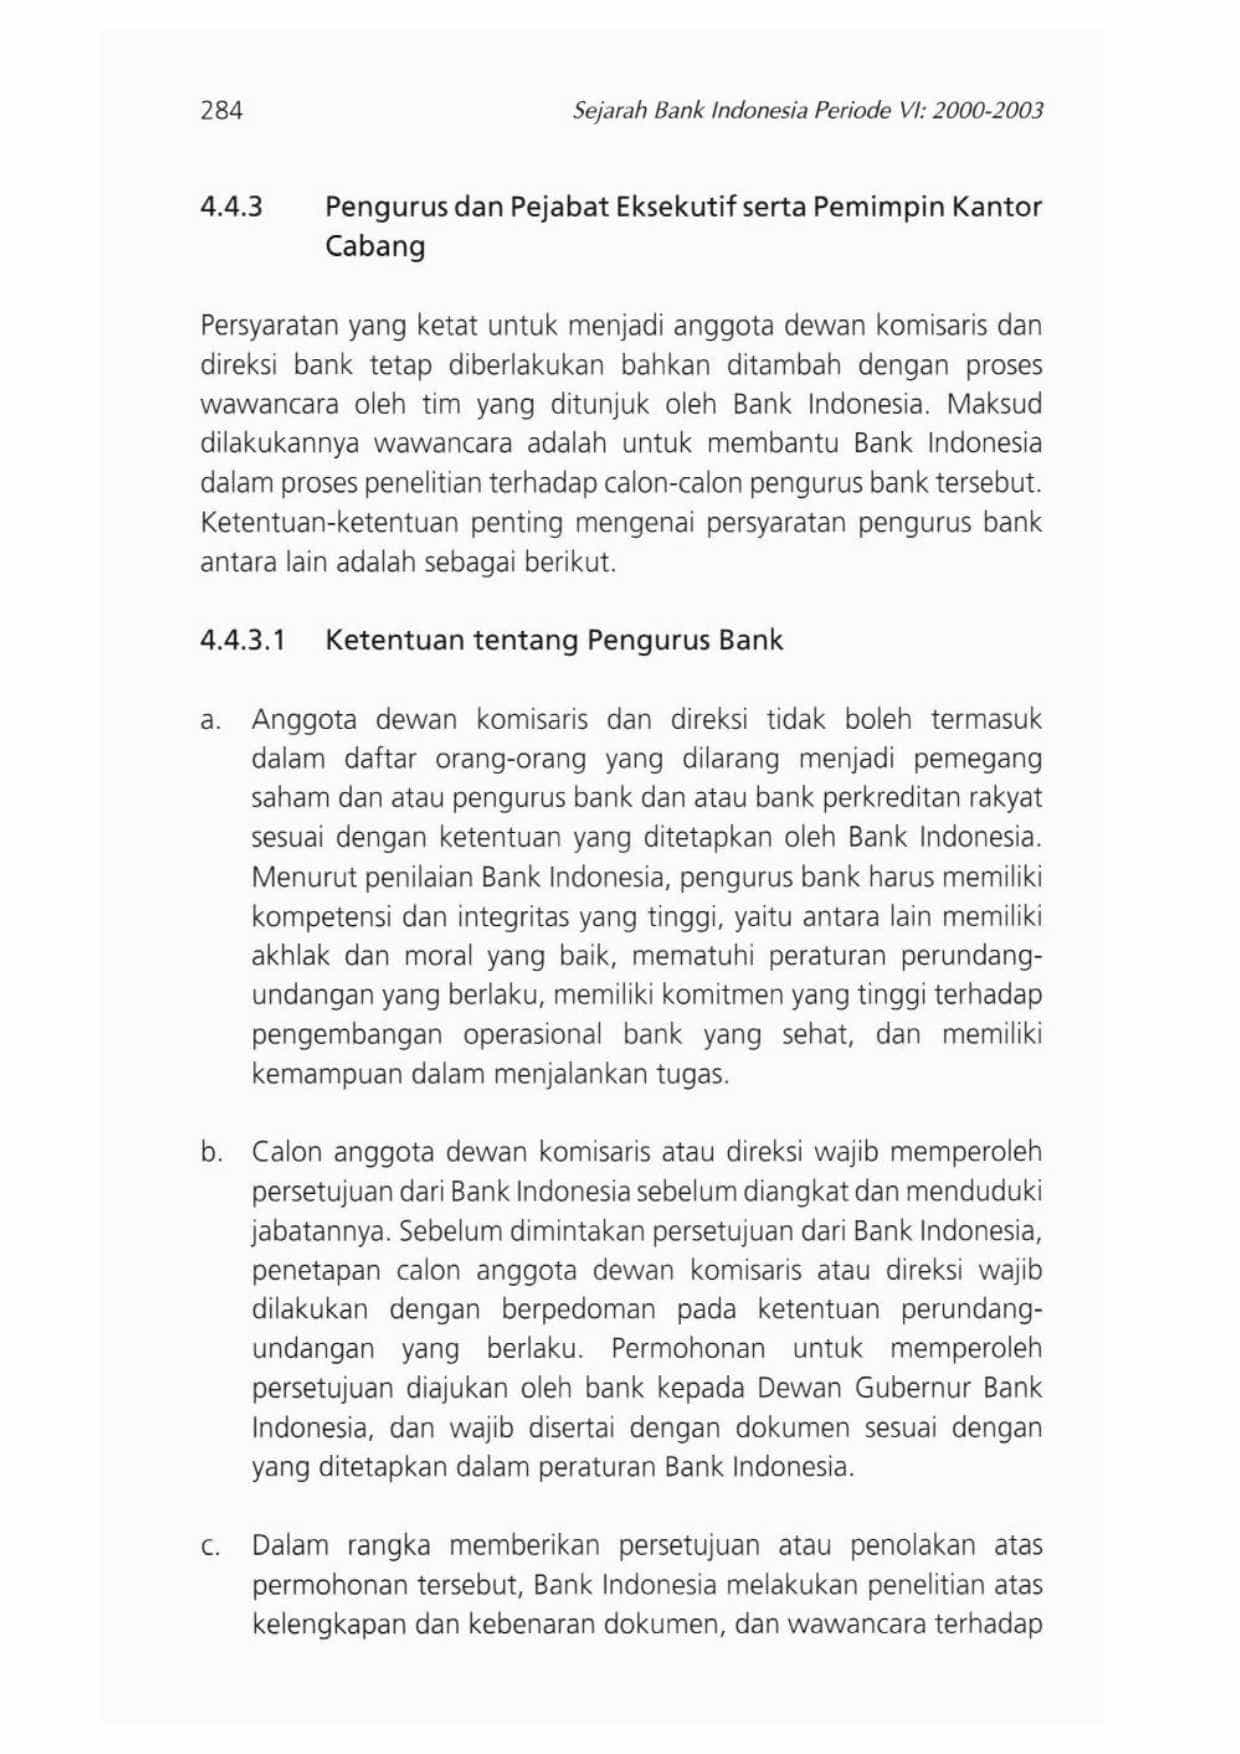 284
Sejarah Bank Indonesia Periode VI: 2000-2003
4.4.3 Pengurus dan Pejabat Eksekutif serta Pemimpin Kantor
Cabang
Persyaratan yang ketat untuk menjadi anggota dewan komisaris dan
direksi bank tetap diberlakukan bahkan ditambah dengan proses
wawancara oleh tim yang ditunjuk oleh Bank Indonesia. Maksud
dilakukannya wawancara adalah untuk membantu Bank Indonesia
dalam proses penelitian terhadap calon-calon pengurus bank tersebut.
Ketentuan-ketentuan penting mengenai persyaratan pengurus bank
antara lain adalah sebagai berikut.
4.4.3.1 Ketentuan tentang Pengurus Bank
a. Anggota dewan komisaris dan direksi tidak boleh termasuk
dalam daftar orang-orang yang dilarang menjadi pemegang
saham dan atau pengurus bank dan atau bank perkreditan rakyat
sesuai dengan ketentuan yang ditetapkan oleh Bank Indonesia.
Menurut penilaian Bank Indonesia, pengurus bank harus memiliki
kompetensi dan integritas yang tinggi, yaitu antara lain memiliki
akhlak dan moral yang baik, mematuhi peraturan perundang-
undangan yang berlaku, memiliki komitmen yang tinggi terhadap
pengembangan operasional bank yang sehat, dan memiliki
kemampuan dalam menjalankan tugas.
b. Calon anggota dewan komisaris atau direksi wajib memperoleh
persetujuan dari Bank Indonesia sebelum diangkat dan menduduki
jabatannya. Sebelum dimintakan persetujuan dari Bank Indonesia,
penetapan calon anggota dewan komisaris atau direksi wajib
dilakukan dengan berpedoman pada ketentuan perundang-
undangan yang berlaku. Permohonan untuk memperoleh
persetujuan diajukan oleh bank kepada Dewan Gubernur Bank
Indonesia, dan wajib disertai dengan dokumen sesuai dengan
yang ditetapkan dalam peraturan Bank Indonesia.
c. Dalam rangka memberikan persetujuan atau penolakan atas
permohonan tersebut, Bank Indonesia melakukan penelitian atas
kelengkapan dan kebenaran dokumen, dan wawancara terhadap